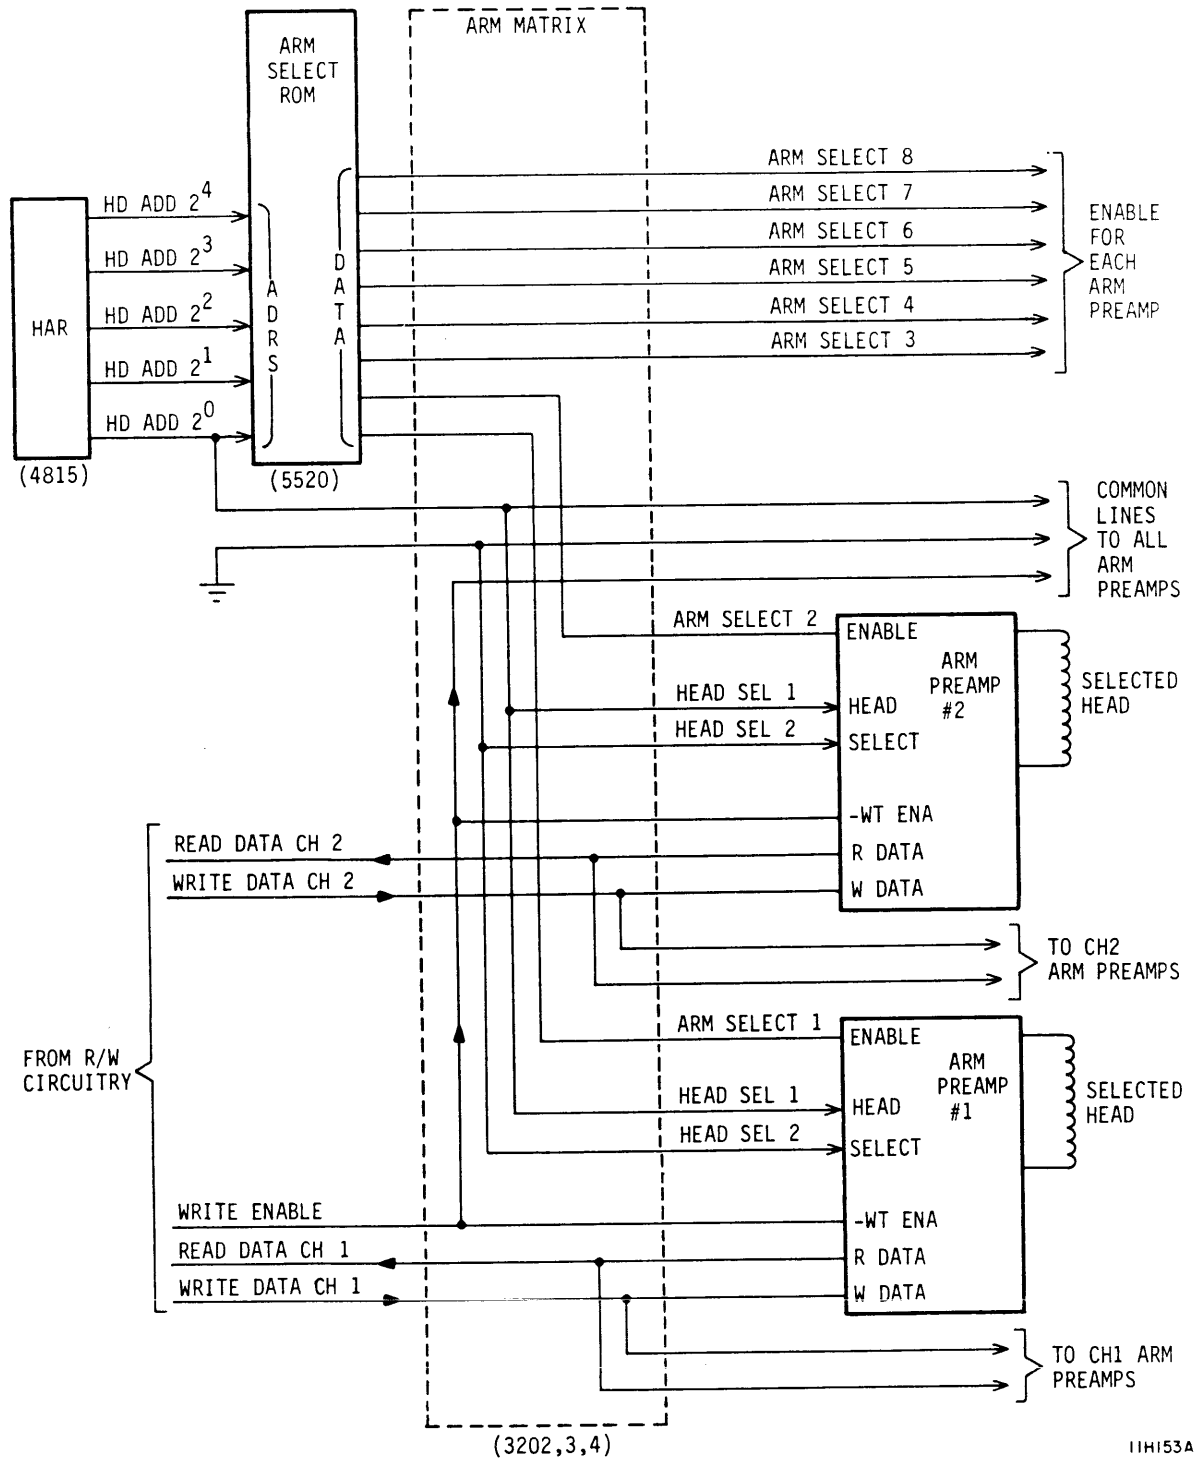 ARM MATRIX
ARM
SELECT
ROM
HAR
(4815)
HD ADD 2^4
HD ADD 2^3
HD ADD 2^2
HD ADD 2^1
HD ADD 2^0
ADRS
DATA
(5520)
ARM SELECT 8
ARM SELECT 7
ARM SELECT 6
ARM SELECT 5
ARM SELECT 4
ARM SELECT 3
ENABLE
FOR
EACH
ARM
PREAMP
COMMON
LINES
TO ALL
ARM
PREAMPS
ARM SELECT 2
HEAD SEL 1
HEAD SEL 2
ENABLE
ARM
PREAMP
#2
HEAD
SELECT
-WT ENA
R DATA
W DATA
SELECTED
HEAD
READ DATA CH 2
WRITE DATA CH 2
TO CH2
ARM PREAMPS
FROM R/W
CIRCUITRY
ARM SELECT 1
HEAD SEL 1
HEAD SEL 2
ENABLE
ARM
PREAMP
#1
HEAD
SELECT
-WT ENA
R DATA
W DATA
SELECTED
HEAD
WRITE ENABLE
READ DATA CH 1
WRITE DATA CH 1
TO CH1 ARM
PREAMPS
(3202,3,4)
11H153A